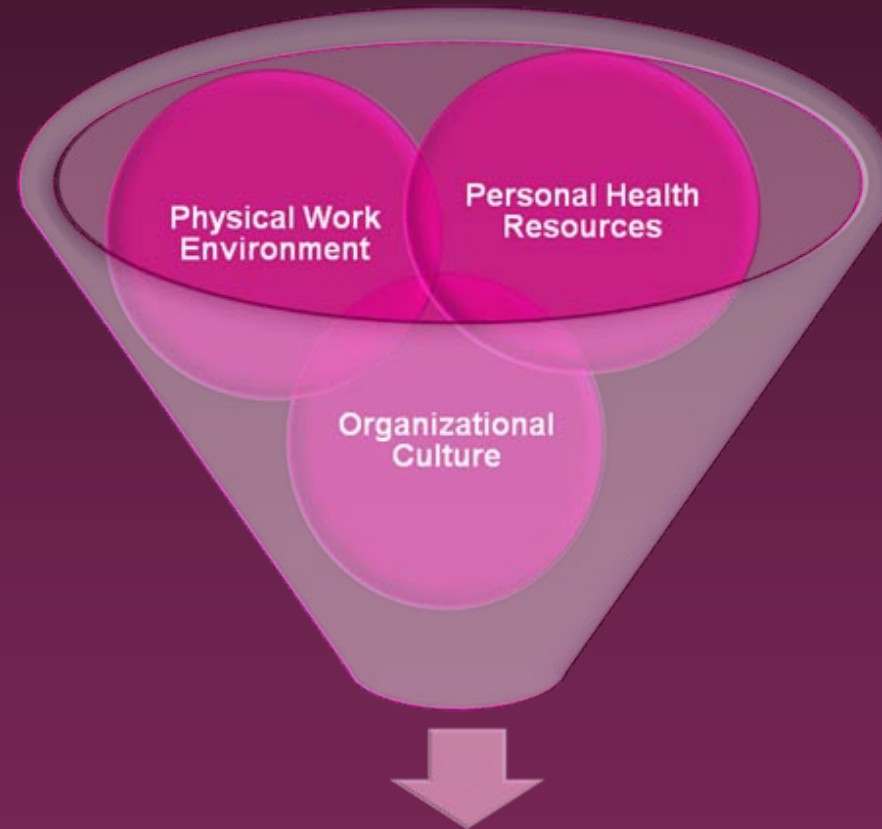 Physical Work
Environment
Personal Health
Resources
Organizational
Culture